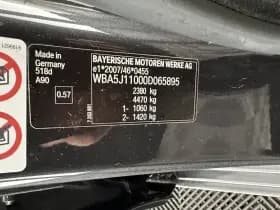 Made in
Germany
518d
A90
0.57
BAYERISCHE MOTOREN WERKE AG
e1*2007/46*0455
WBA5J11000D065895
2380 kg
4470 kg
1- 1060 kg
2- 1420 kg